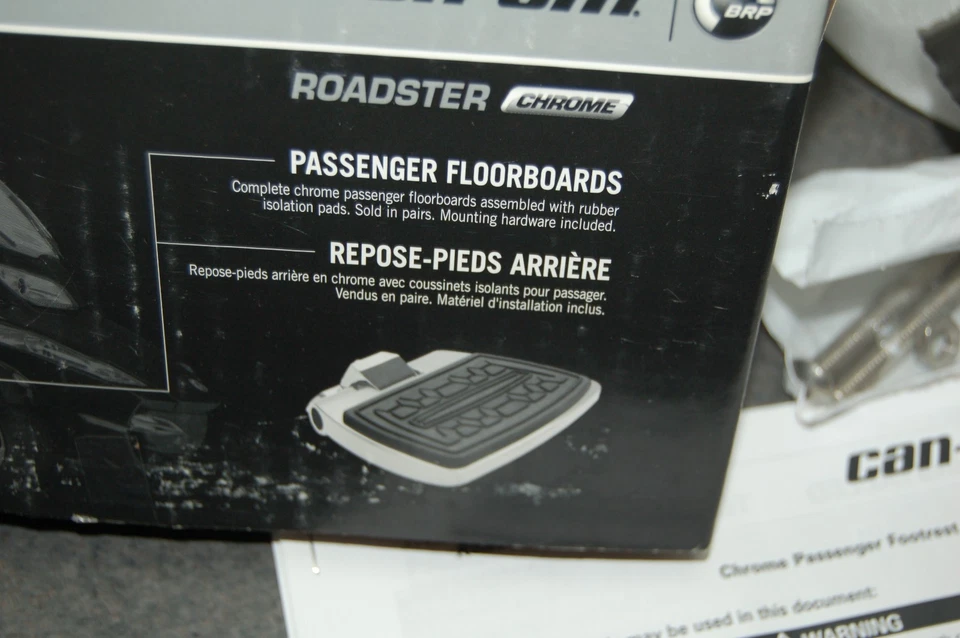 BRP
ROADSTER CHROME
PASSENGER FLOORBOARDS
Complete chrome passenger floorboards assembled with rubber
isolation pads. Sold in pairs. Mounting hardware included.
REPOSE-PIEDS ARRIÈRE
Repose-pieds arrière en chrome avec coussinets isolants pour passager.
Vendus en paire. Matériel d'installation inclus.
can-
Chrome Passenger Footrest
may be used in this document:
WARNING